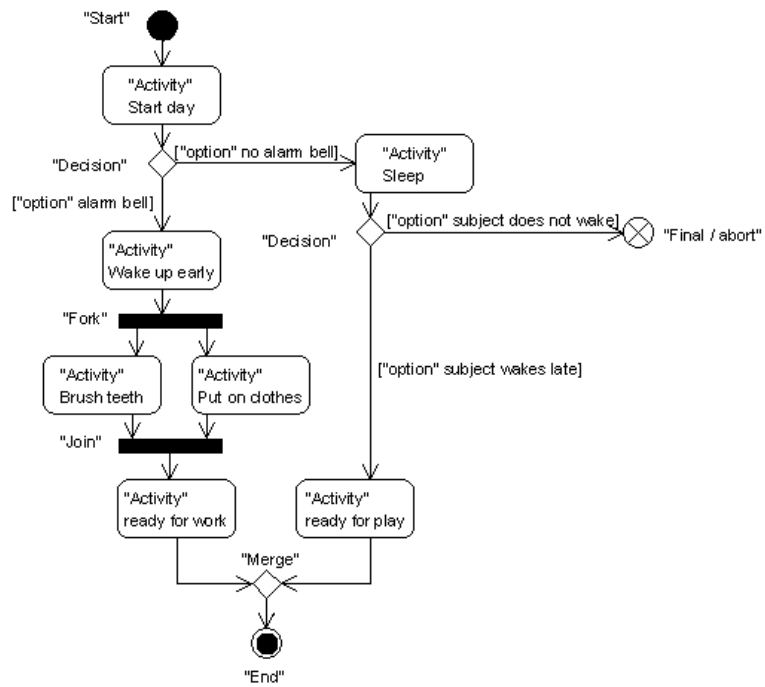 "Start"
"Activity"
Start day
"Decision"
["option" no alarm bell]
"Activity"
Sleep
["option" alarm bell]
"Decision"
["option" subject does not wake]
"Final / abort"
"Activity"
Wake up early
"Fork"
"Activity"
Brush teeth
"Activity"
Put on clothes
["option" subject wakes late]
"Join"
"Activity"
ready for work
"Activity"
ready for play
"Merge"
"End"